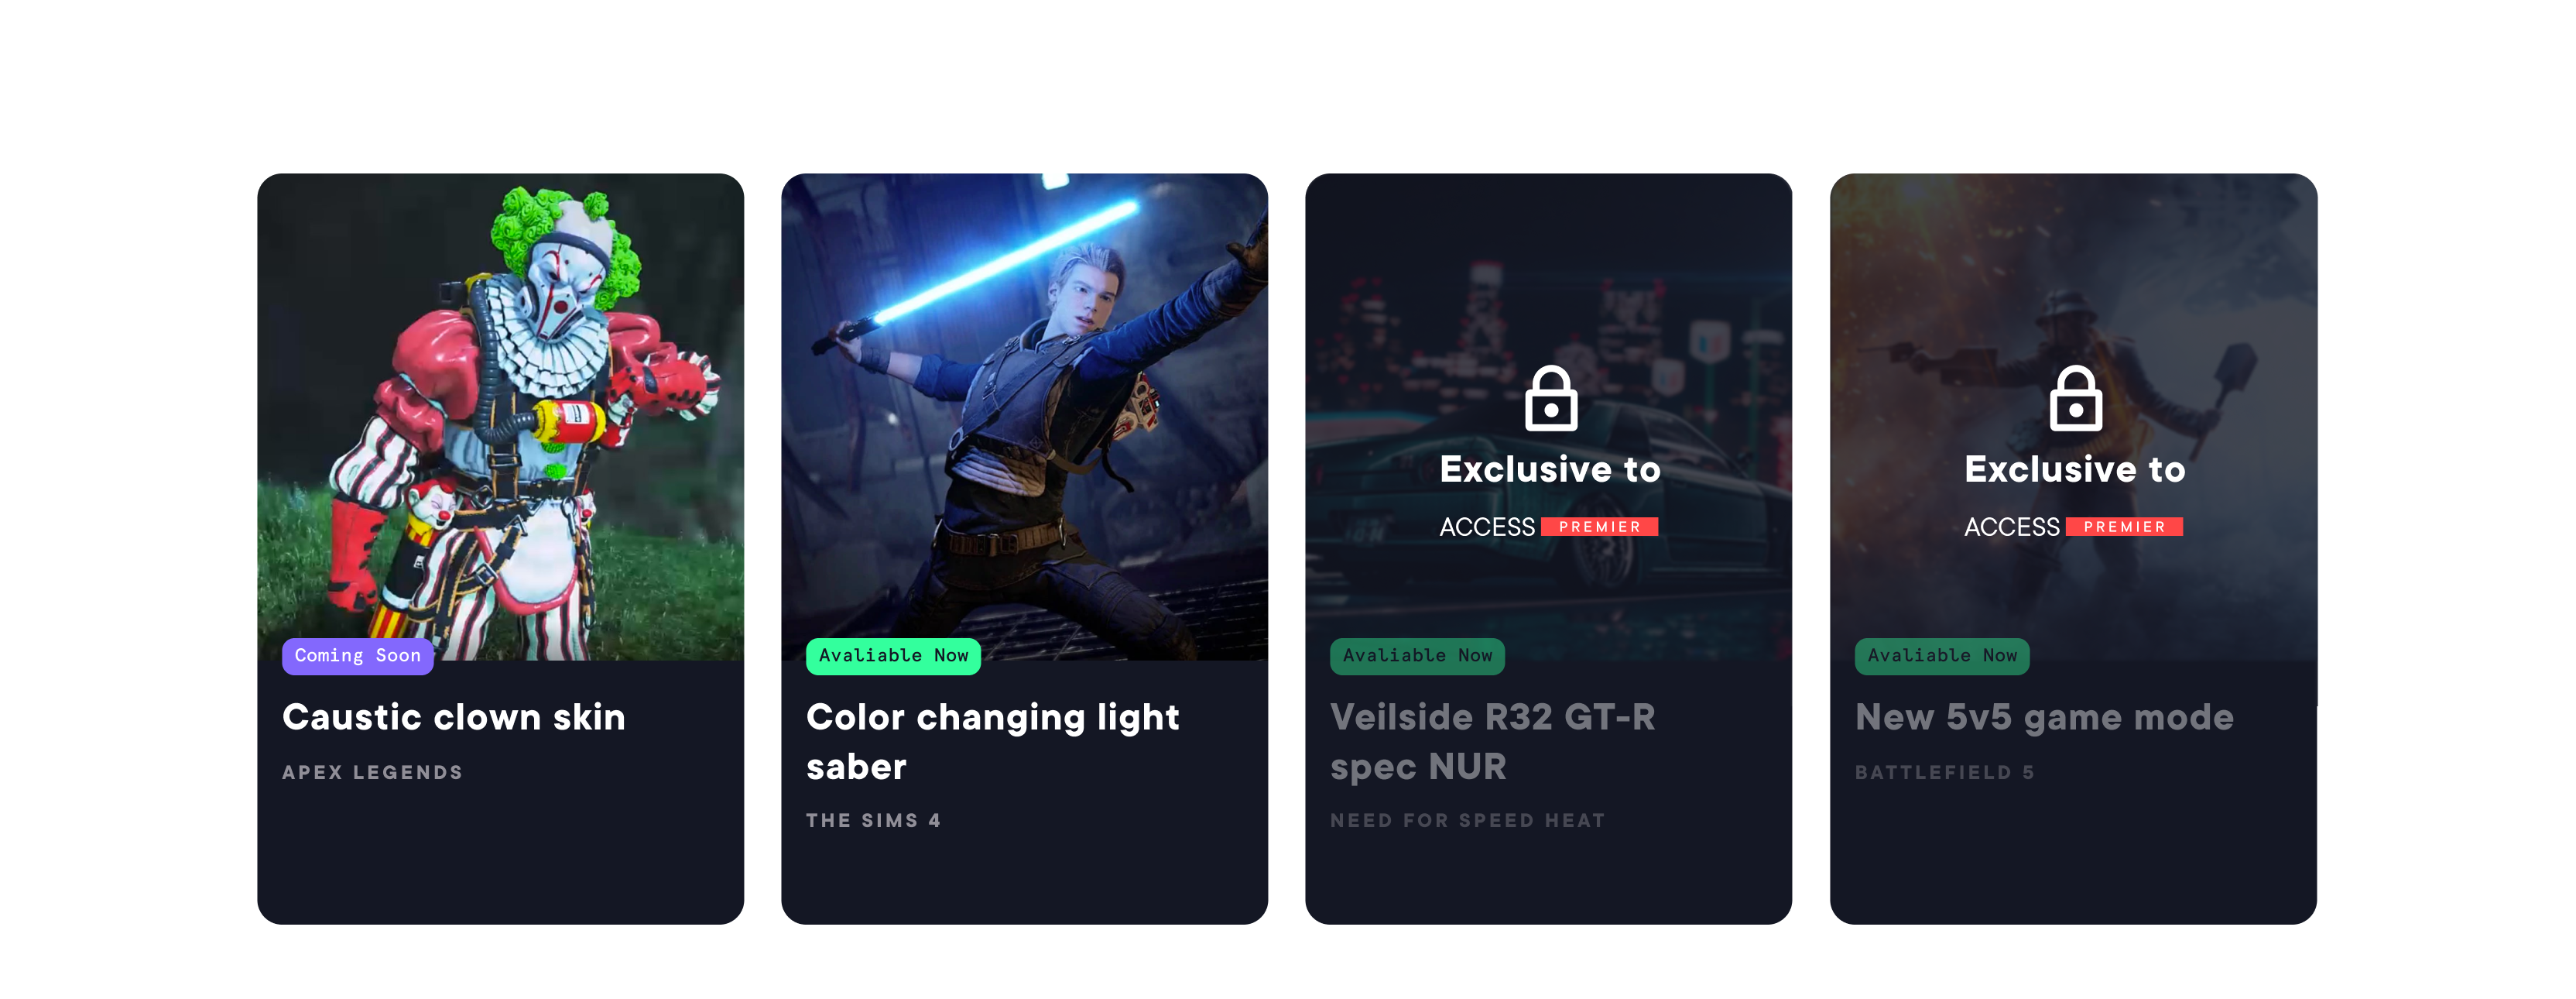 Coming Soon
Caustic clown skin
APEX LEGENDS
Avaliable Now
Color changing light
saber
THE SIMS 4
Exclusive to
ACCESS PREMIER
Avaliable Now
Veilside R32 GT-R
spec NUR
NEED FOR SPEED HEAT
Exclusive to
ACCESS PREMIER
Avaliable Now
New 5v5 game mode
BATTLEFIELD 5